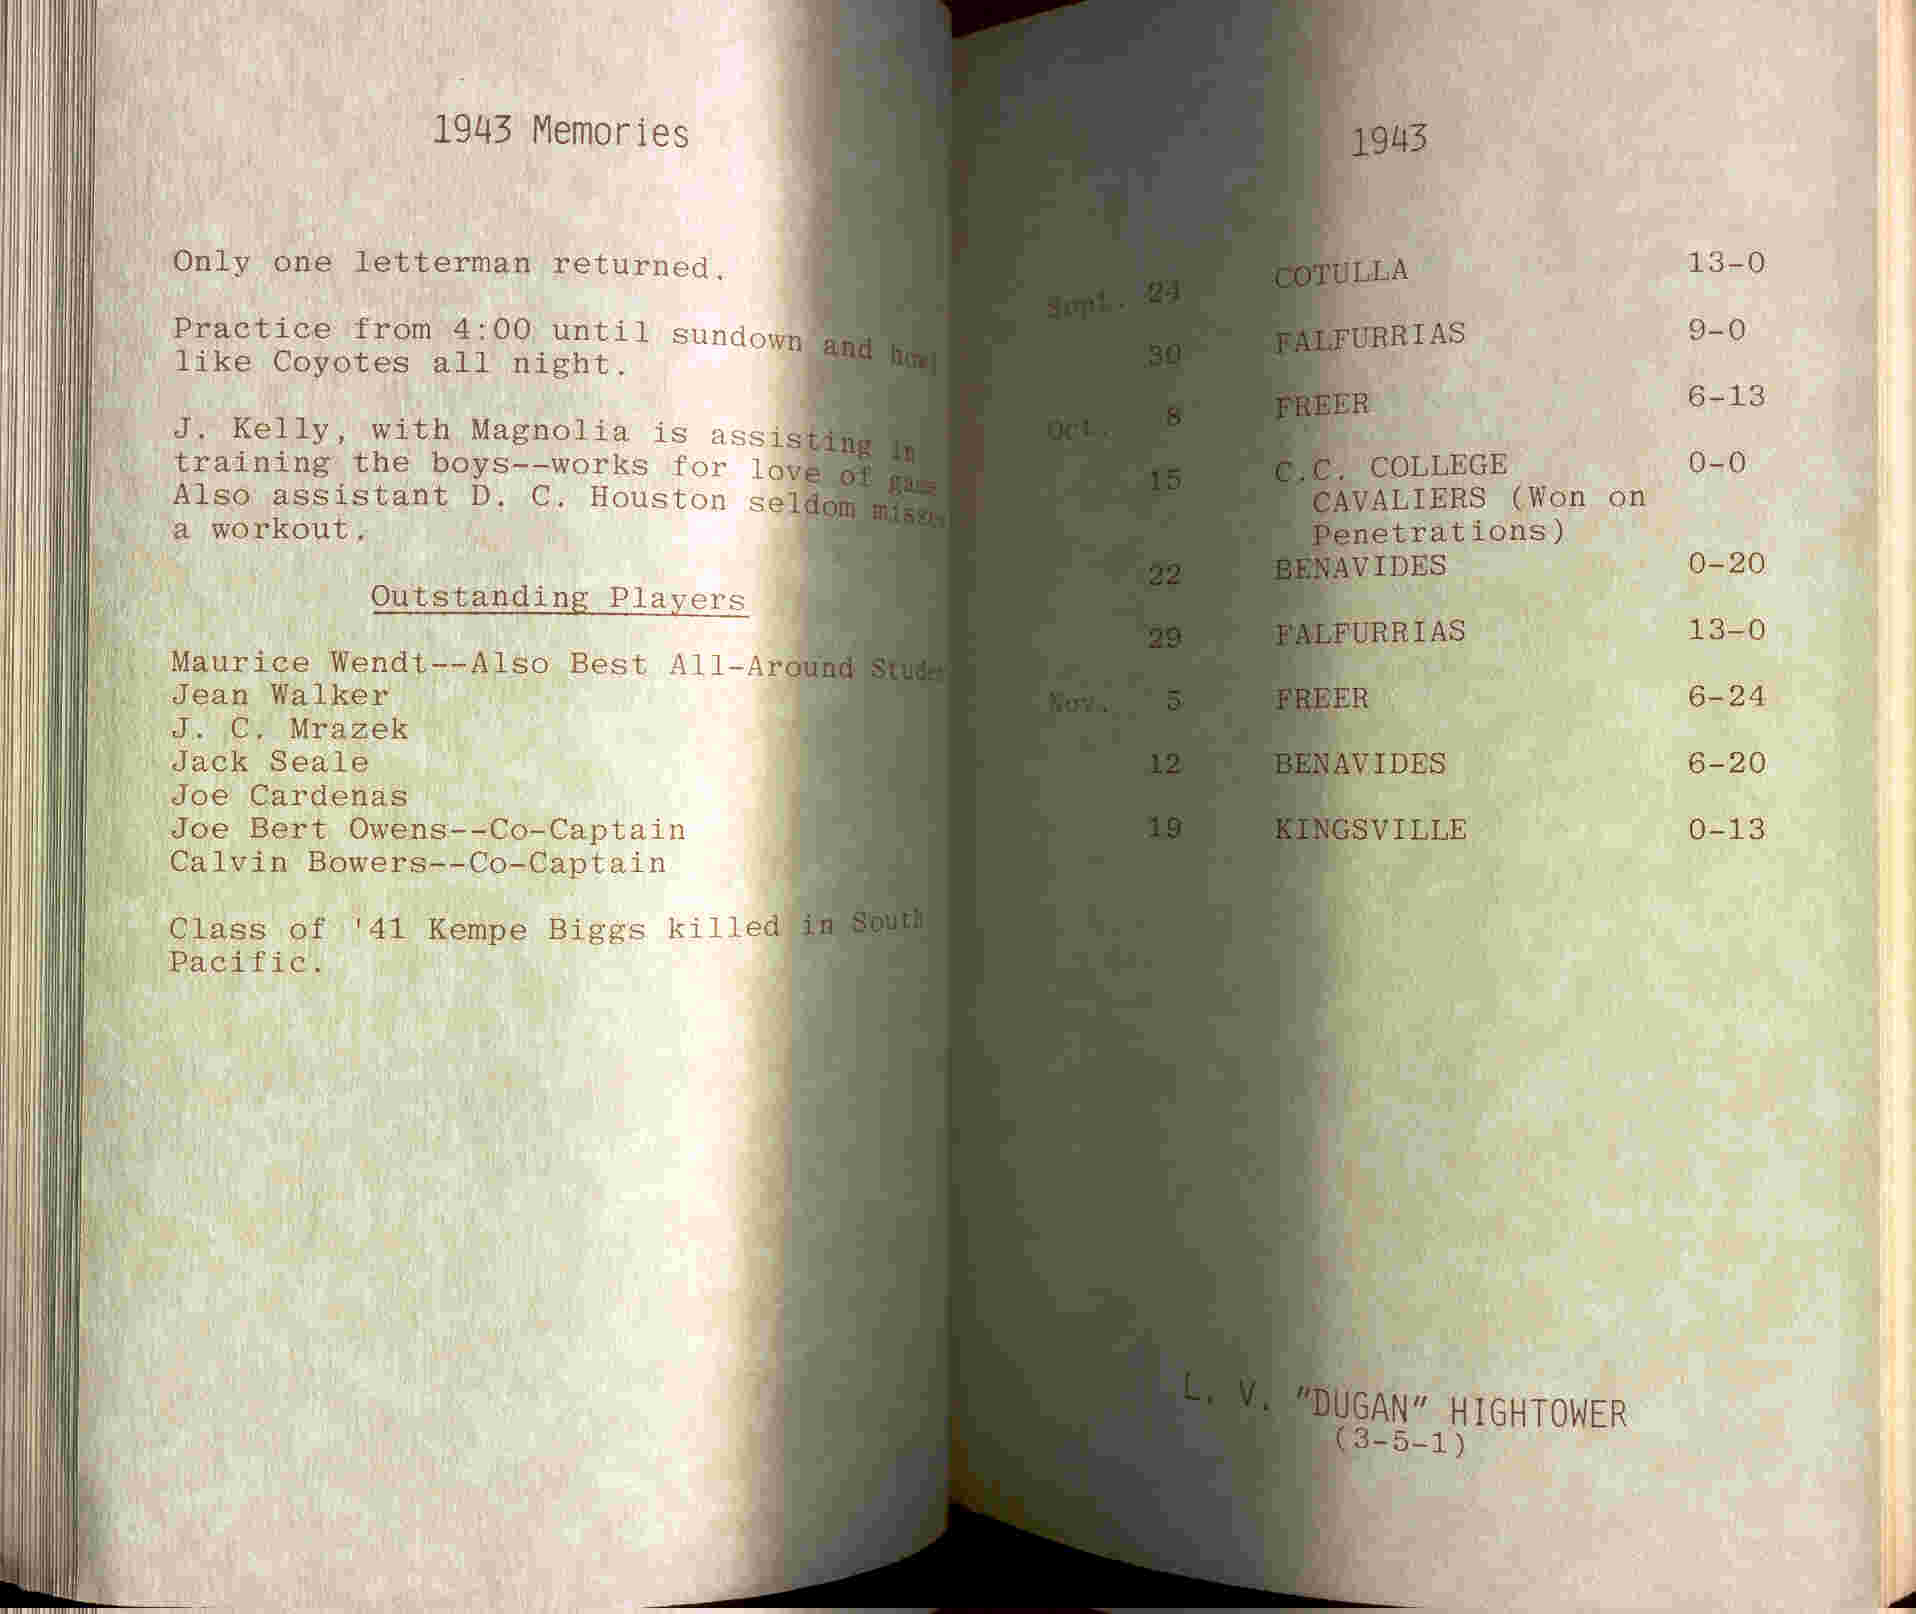 1943 Memories
Only one letterman returned.
Practice from 4:00 until sundown and howl
like Coyotes all night.
J. Kelly, with Magnolia is assisting in
training the boys--works for love of game
Also assistant D. C. Houston seldom misses
a workout.
Outstanding Players
Maurice Wendt--Also Best All-Around
Jean Walker
J. C. Mrazek
Jack Seale
Joe Cardenas
Joe Bert Owens--Co-Captain
Calvin Bowers--Co-Captain
Class of '41 Kempe Biggs killed in South
Pacific.
1943
Sept. 24 COTULLA 13-0
30 FALFURRIAS 9-0
Oct. 8 FREER 6-13
15 C.C. COLLEGE 0-0
CAVALIERS (Won on
Penetrations)
22 BENAVIDES 0-20
29 FALFURRIAS 13-0
Nov. 5 FREER 6-24
12 BENAVIDES 6-20
19 KINGSVILLE 0-13
L. V. "DUGAN" HIGHTOWER
(3-5-1)